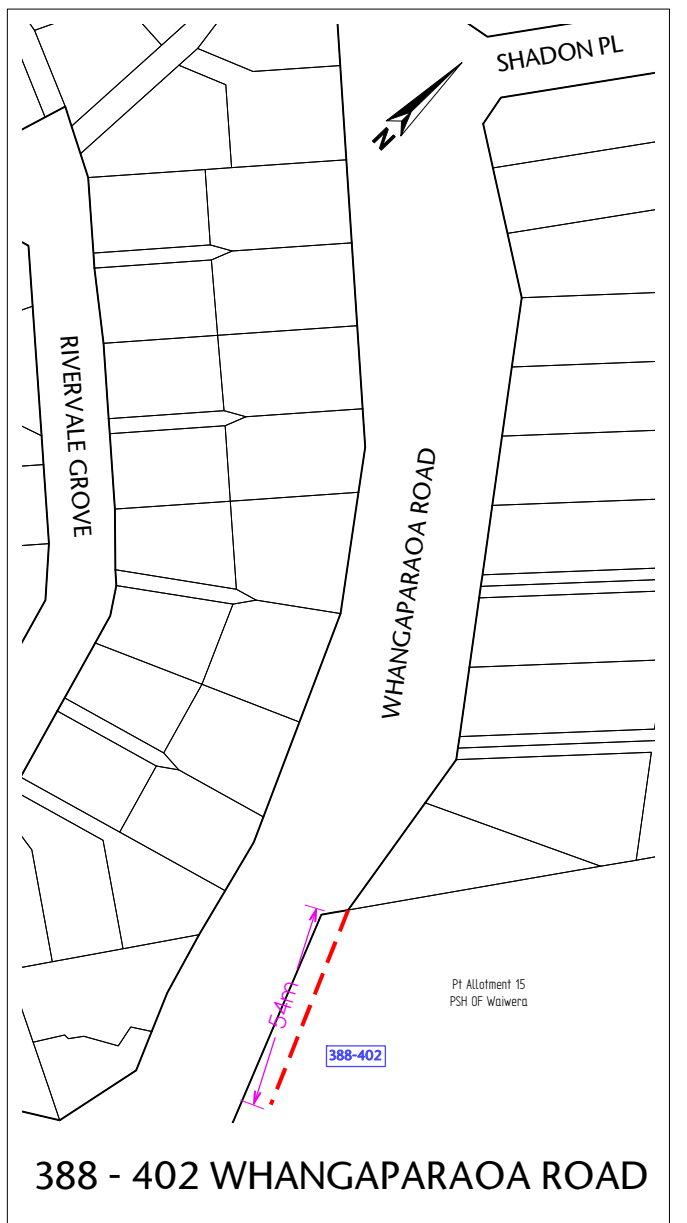 SHADON PL
N
RIVERVALE GROVE
WHANGAPARAOA ROAD
Pt Allotment 15
PSH OF Waiwera
54m
388-402
388 - 402 WHANGAPARAOA ROAD